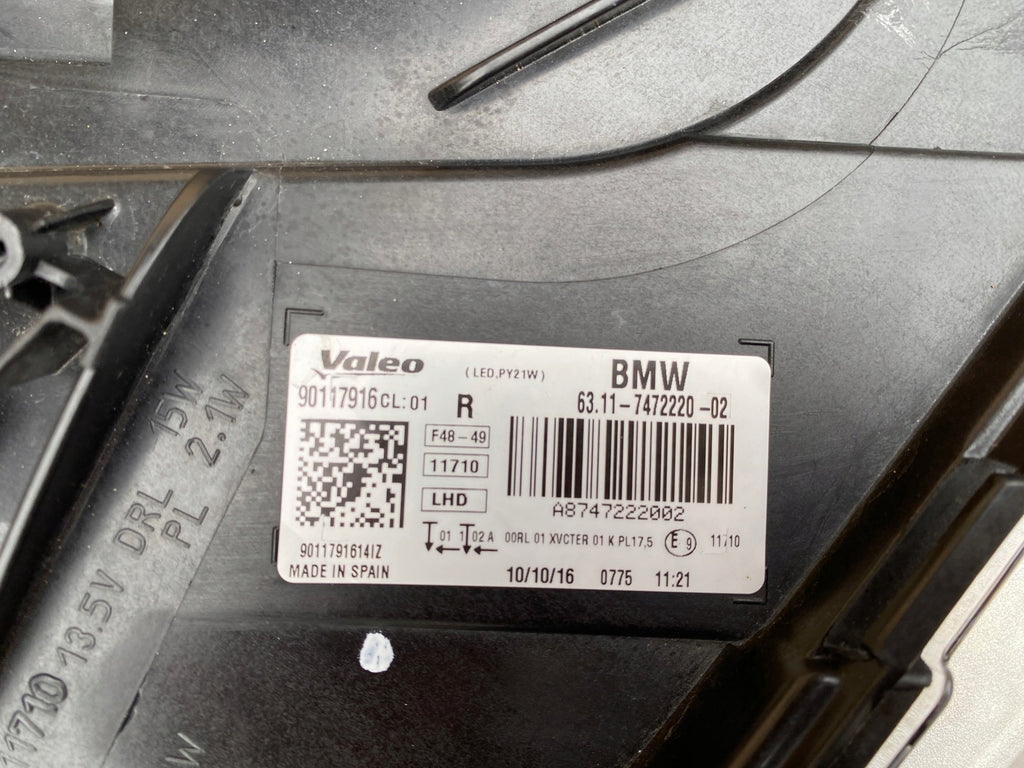 Valeo
(LED,PY21W)
BMW
90117916 CL:01
R
63.11-7472220-02
F48-49
11710
LHD
A8747222002
01 1 02 A 00RL 01 XVCTER 01 K PL17,5 E9 11710
9011791614IZ
MADE IN SPAIN
10/10/16 0775 11:21
11710 13.5V DRL 15W
PL 2.1W
W